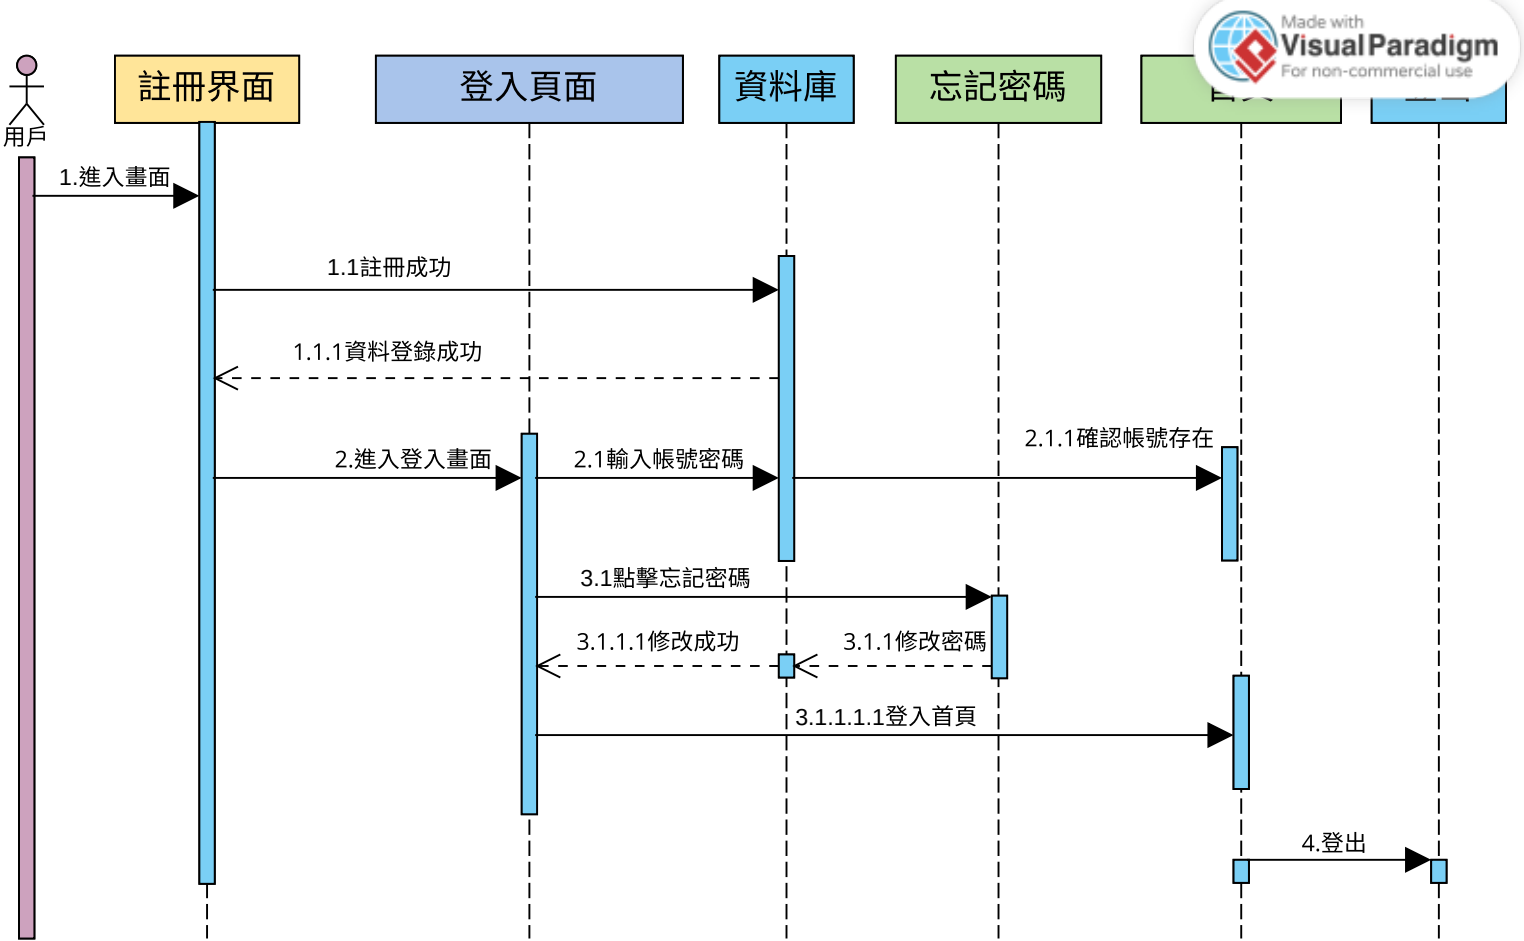 Made with
Visual Paradigm
For non-commercial use
註冊界面
登入頁面
資料庫
忘記密碼
用戶
1.進入畫面
1.1註冊成功
1.1.1資料登錄成功
2.1.1確認帳號存在
2.進入登入畫面
2.1輸入帳號密碼
3.1點擊忘記密碼
3.1.1.1修改成功
3.1.1修改密碼
3.1.1.1.1登入首頁
4.登出